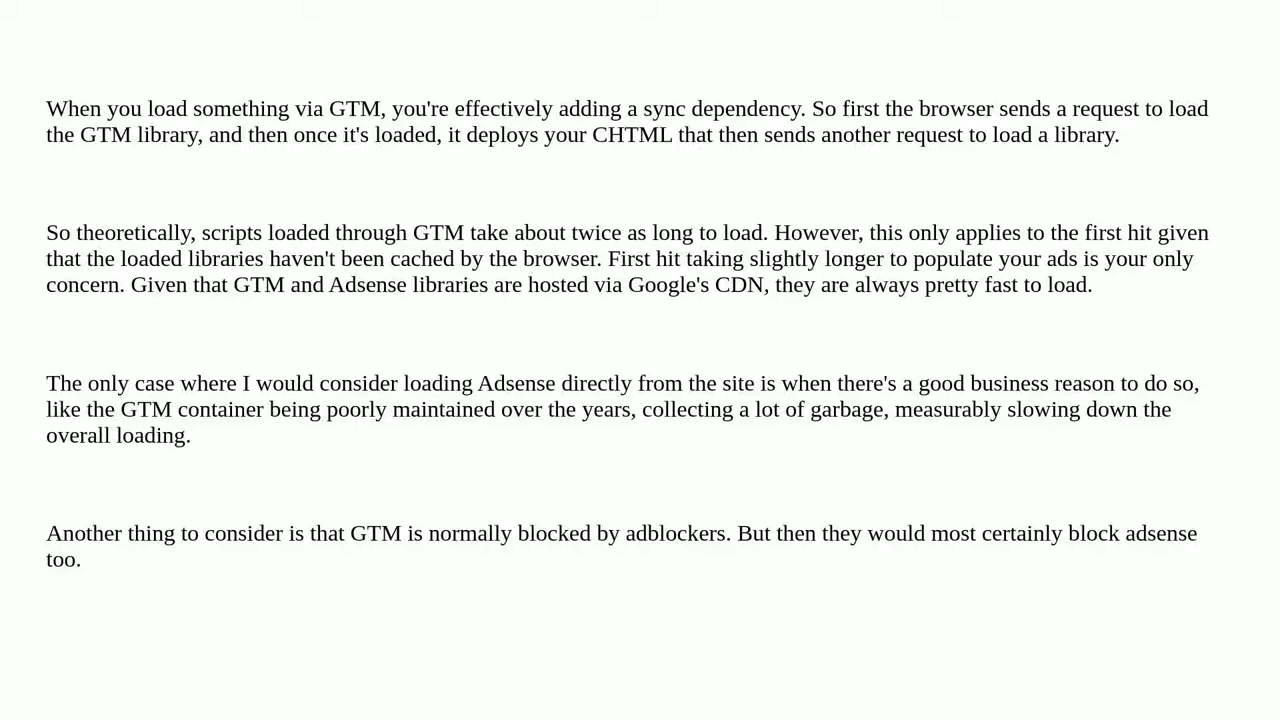 When you load something via GTM, you're effectively adding a sync dependency. So first the browser sends a request to load
the GTM library, and then once it's loaded, it deploys your CHTML that then sends another request to load a library.
So theoretically, scripts loaded through GTM take about twice as long to load. However, this only applies to the first hit given
that the loaded libraries haven't been cached by the browser. First hit taking slightly longer to populate your ads is your only
concern. Given that GTM and Adsense libraries are hosted via Google's CDN, they are always pretty fast to load.
The only case where I would consider loading Adsense directly from the site is when there's a good business reason to do so,
like the GTM container being poorly maintained over the years, collecting a lot of garbage, measurably slowing down the
overall loading.
Another thing to consider is that GTM is normally blocked by adblockers. But then they would most certainly block adsense
too.